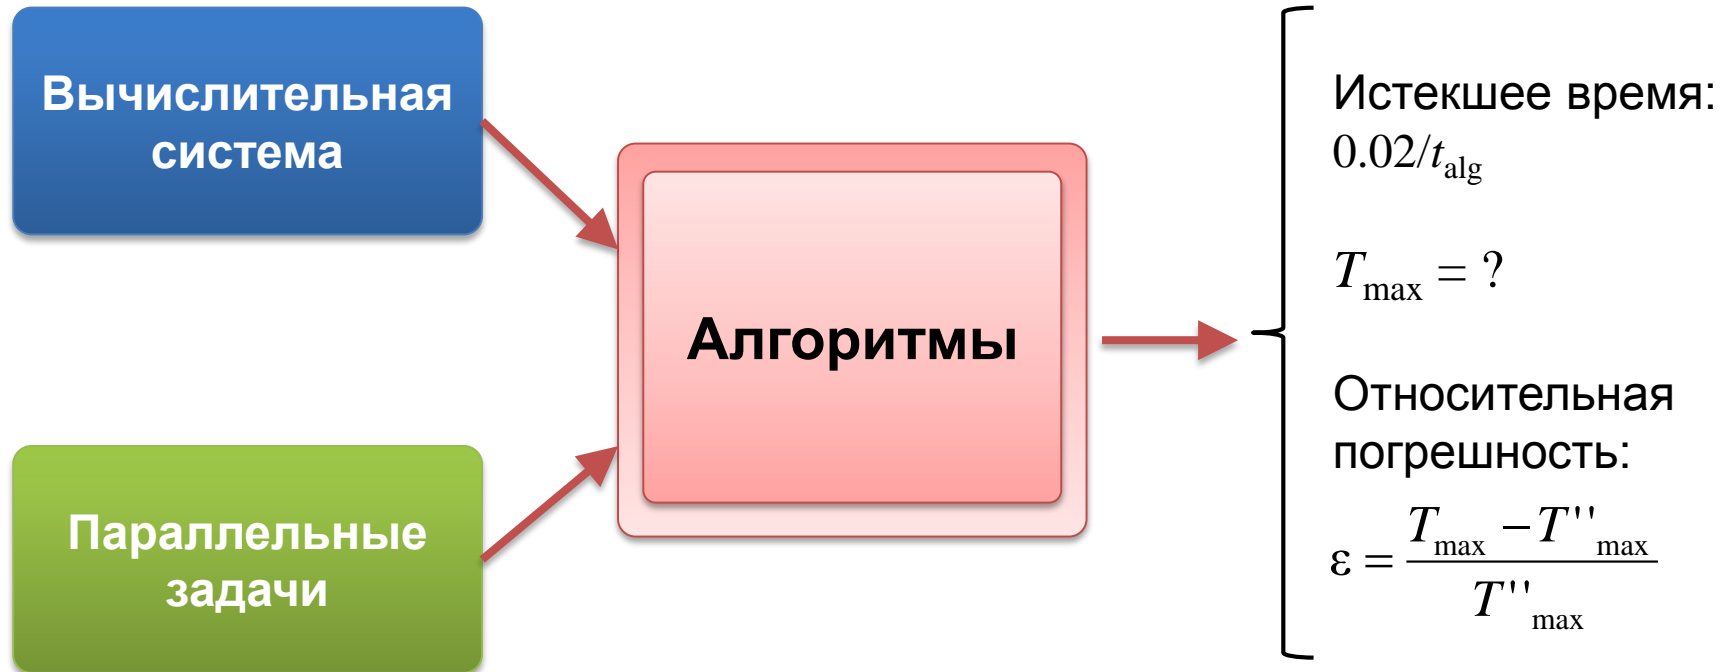 Вычислительная
система
Параллельные
задачи
Алгоритмы
Истекшее время:
0.02/t_alg
T_max = ?
Относительная
погрешность:
ε = (T_max − T''_max) / T''_max